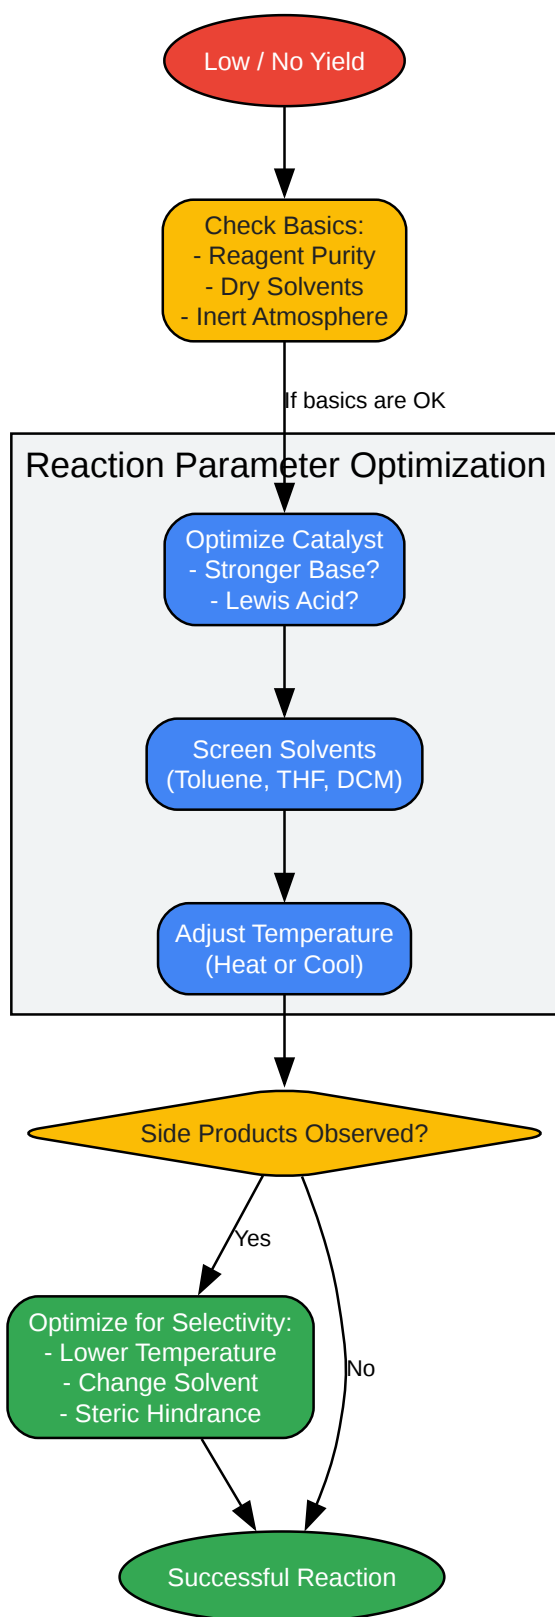 Low / No Yield
Check Basics:
- Reagent Purity
- Dry Solvents
- Inert Atmosphere
If basics are OK
Reaction Parameter Optimization
Optimize Catalyst
- Stronger Base?
- Lewis Acid?
Screen Solvents
(Toluene, THF, DCM)
Adjust Temperature
(Heat or Cool)
Side Products Observed?
Yes
Optimize for Selectivity:
- Lower Temperature
- Change Solvent
- Steric Hindrance
No
Successful Reaction